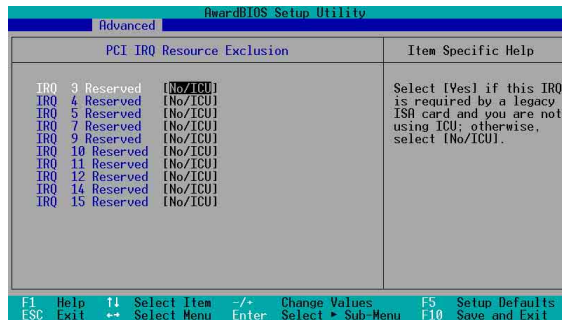 AwardBIOS Setup Utility
Advanced
PCI IRQ Resource Exclusion
Item Specific Help
IRQ 3 Reserved [No/ICU]
IRQ 4 Reserved [No/ICU]
IRQ 5 Reserved [No/ICU]
IRQ 7 Reserved [No/ICU]
IRQ 9 Reserved [No/ICU]
IRQ 10 Reserved [No/ICU]
IRQ 11 Reserved [No/ICU]
IRQ 12 Reserved [No/ICU]
IRQ 14 Reserved [No/ICU]
IRQ 15 Reserved [No/ICU]
Select [Yes] if this IRQ
is required by a legacy
ISA card and you are not
using ICU; otherwise,
select [No/ICU].
F1 Help ↑↓ Select Item -/+ Change Values F5 Setup Defaults
ESC Exit ←→ Select Menu Enter Select ► Sub-Menu F10 Save and Exit